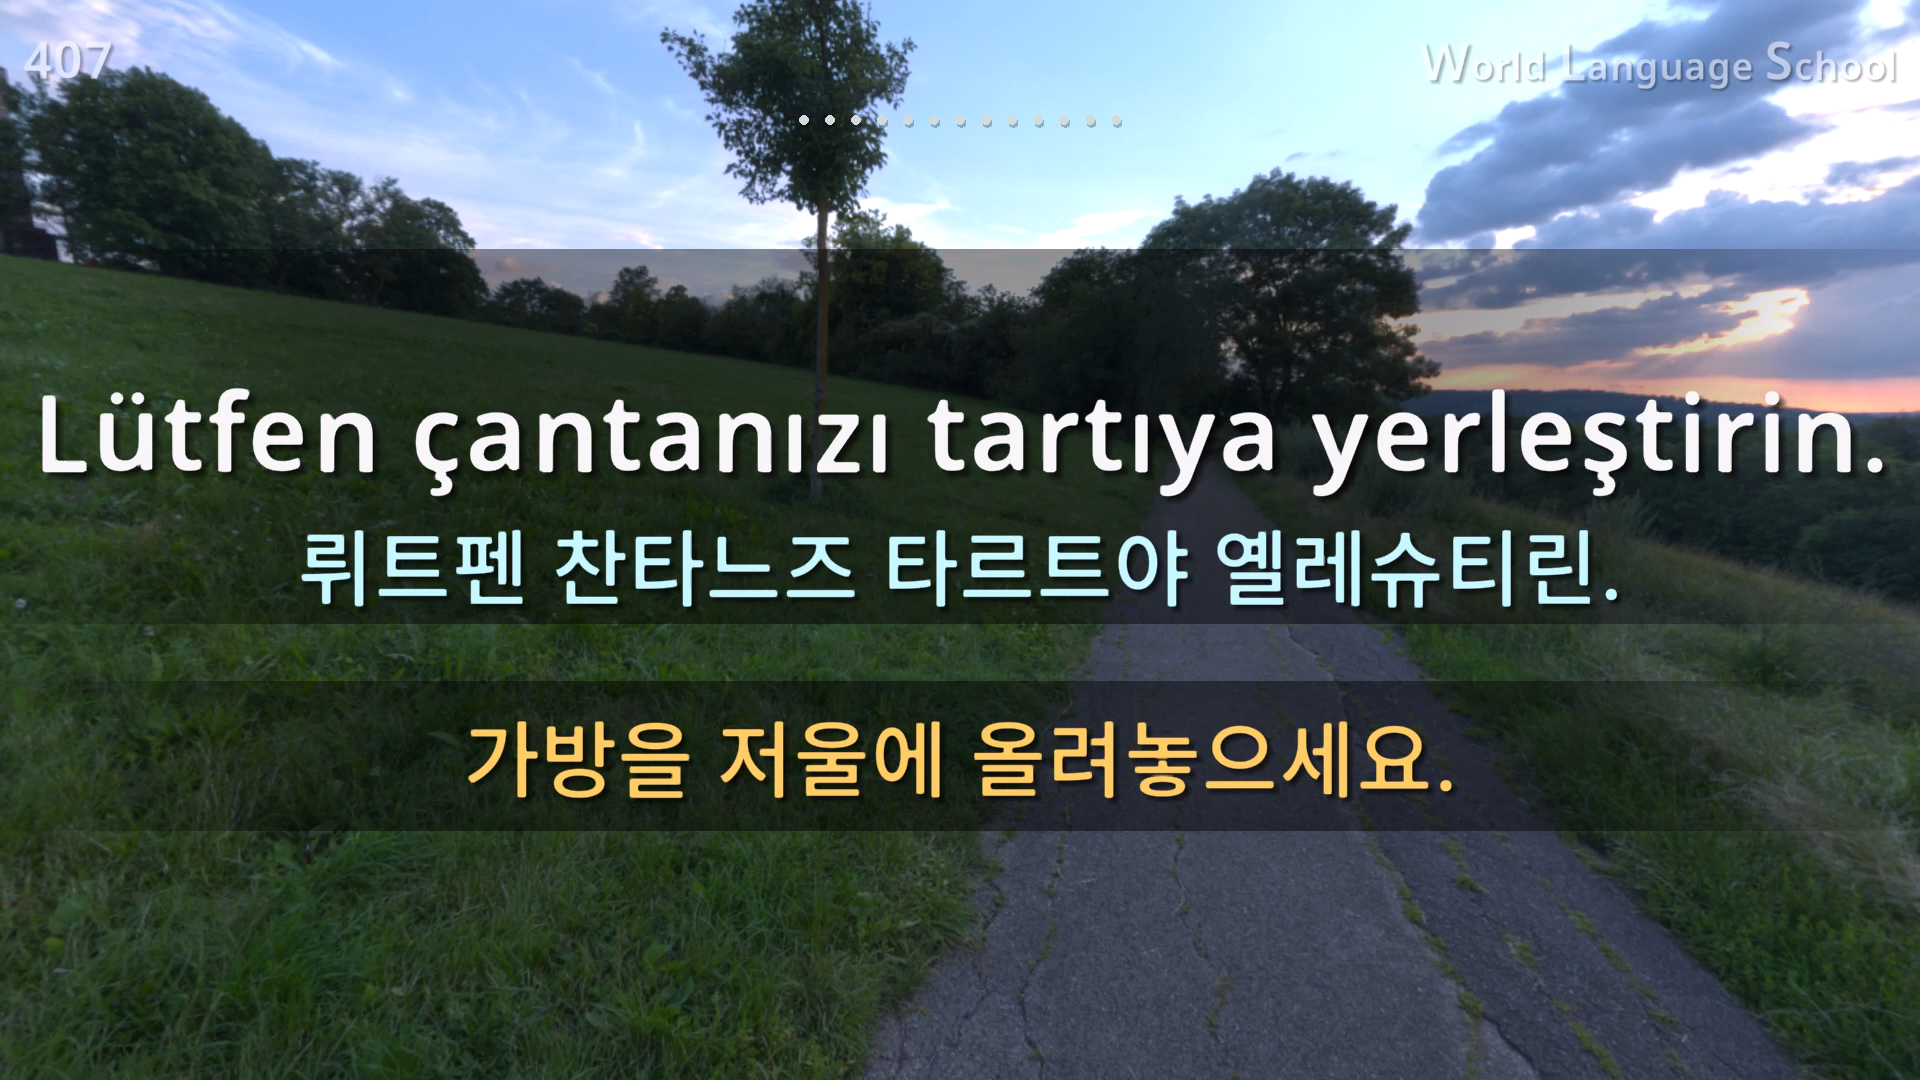 407
World Language School
Lütfen çantanızı tartıya yerleştirin.
뤼트펜 찬타느즈 타르트야 옐레슈티린.
가방을 저울에 올려놓으세요.